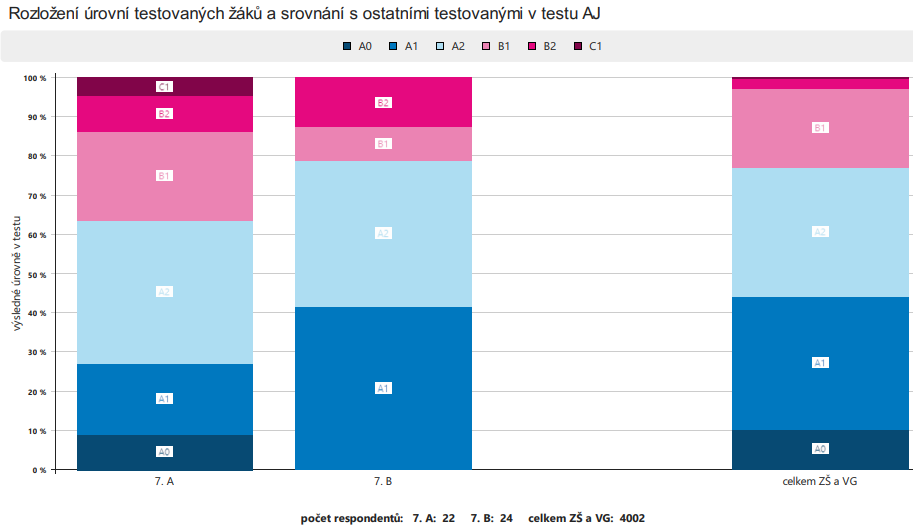 Rozložení úrovní testovaných žáků a srovnání s ostatními testovanými v testu AJ
A0 A1 A2 B1 B2 C1
výsledné úrovně v testu
100 %
90 %
80 %
70 %
60 %
50 %
40 %
30 %
20 %
10 %
0 %
C1
B2
B1
A2
A1
A0
B2
B1
A2
A1
B1
A2
A1
A0
7. A 7. B celkem ZŠ a VG
počet respondentů: 7. A: 22 7. B: 24 celkem ZŠ a VG: 4002